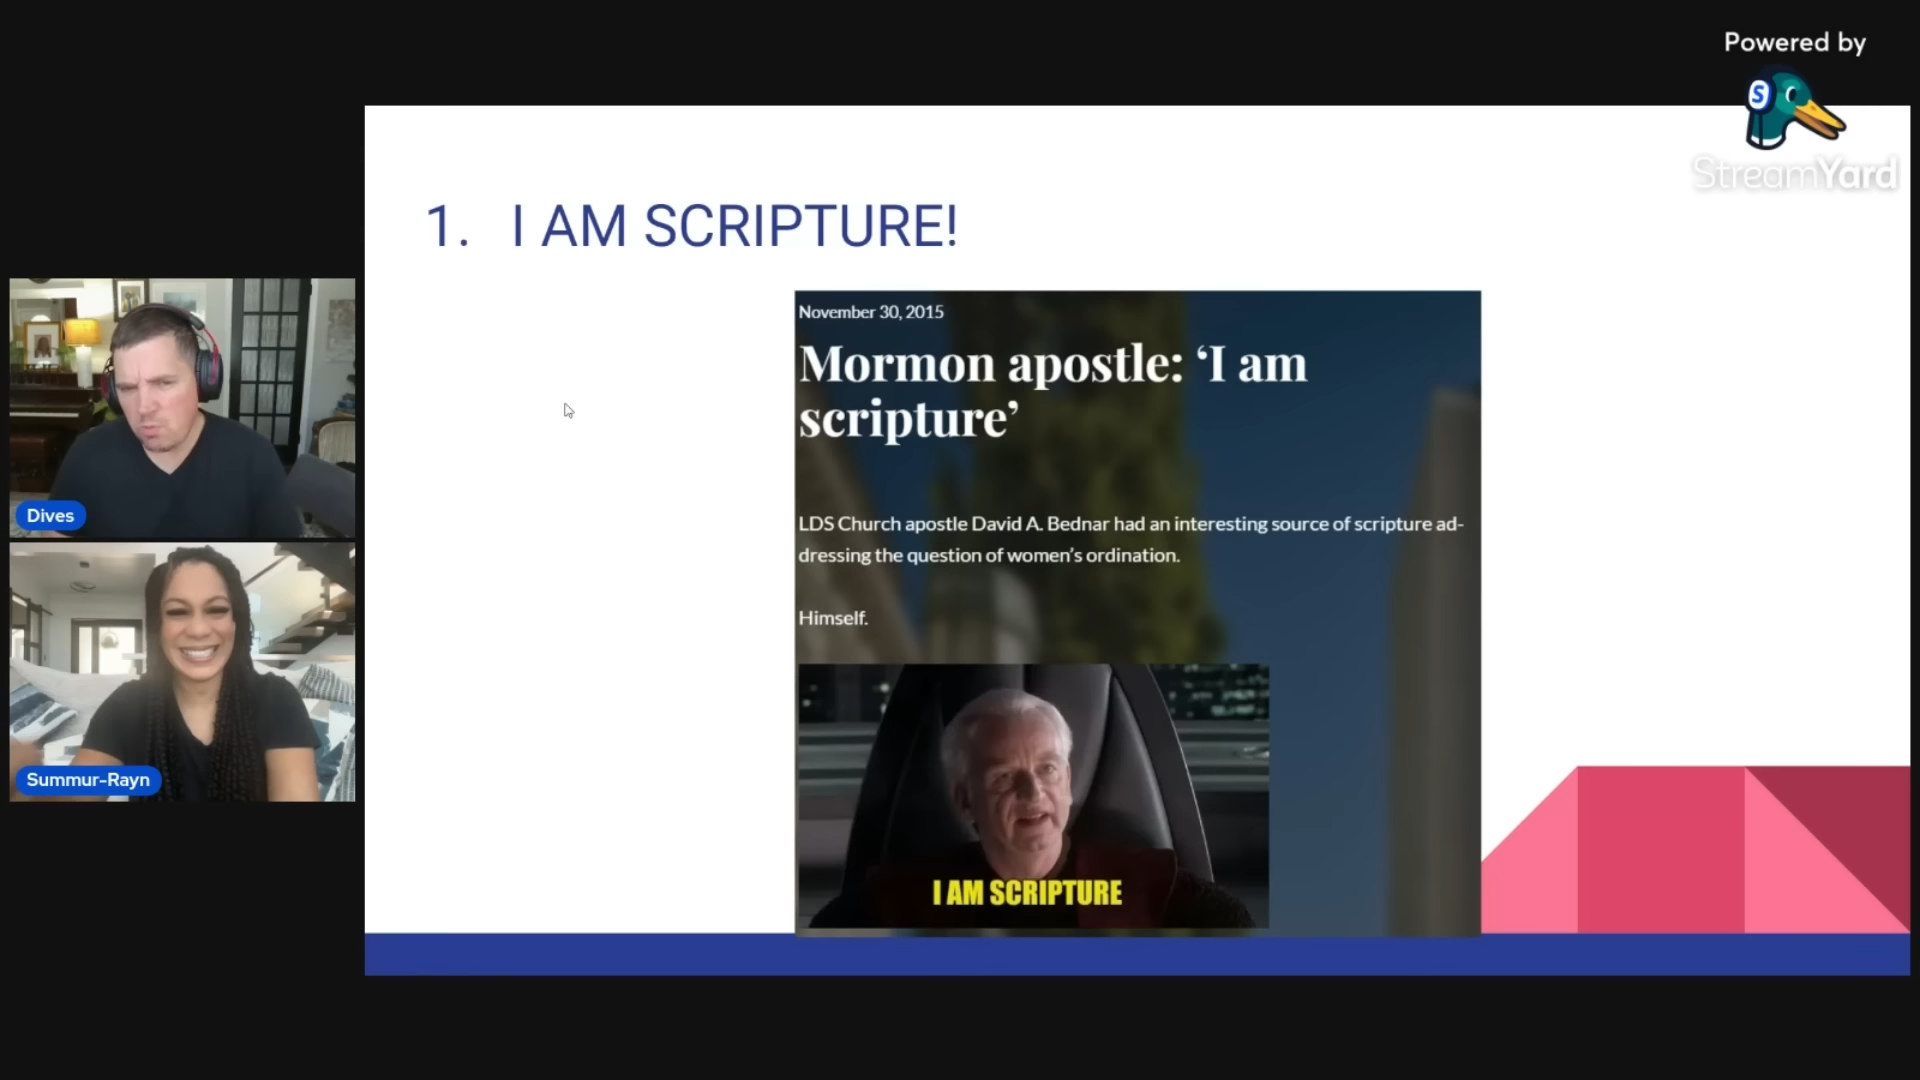 Powered by
S
StreamYard
1. I AM SCRIPTURE!
November 30, 2015
Mormon apostle: ‘I am
scripture’
LDS Church apostle David A. Bednar had an interesting source of scripture ad-
dressing the question of women’s ordination.
Himself.
I AM SCRIPTURE
Dives
Summur-Rayn